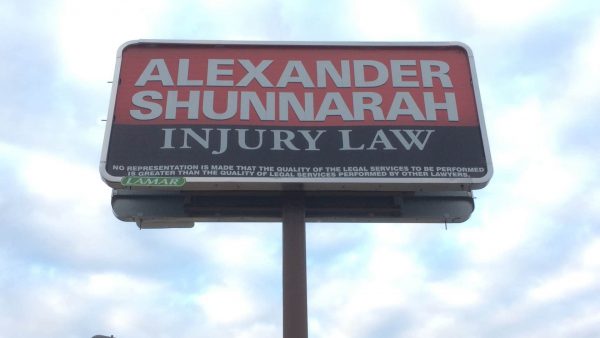 ALEXANDER
SHUNNARAH
INJURY LAW
NO REPRESENTATION IS MADE THAT THE QUALITY OF THE LEGAL SERVICES TO BE PERFORMED
IS GREATER THAN THE QUALITY OF LEGAL SERVICES PERFORMED BY OTHER LAWYERS.
LAMAR